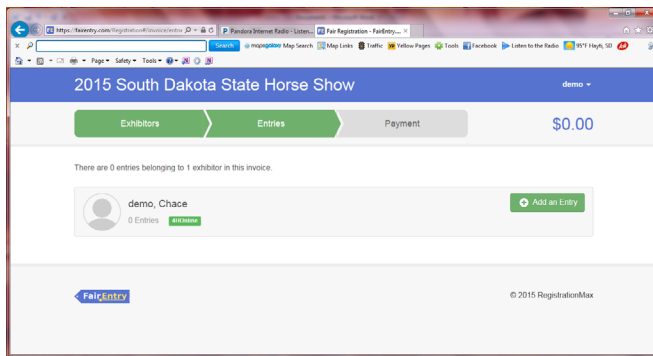 https://fairentry.com/Registration#/invoice/entri
Pandora Internet Radio - Listen...
Fair Registration - FairEntry....
Search
mapsgalaxy Map Search
Map Links
Traffic
Yellow Pages
Tools
Facebook
Listen to the Radio
95°F Hayti, SD
Page
Safety
Tools
2015 South Dakota State Horse Show
demo
Exhibitors
Entries
Payment
$0.00
There are 0 entries belonging to 1 exhibitor in this invoice.
demo, Chace
Add an Entry
0 Entries
4HOnline
FairEntry
© 2015 RegistrationMax